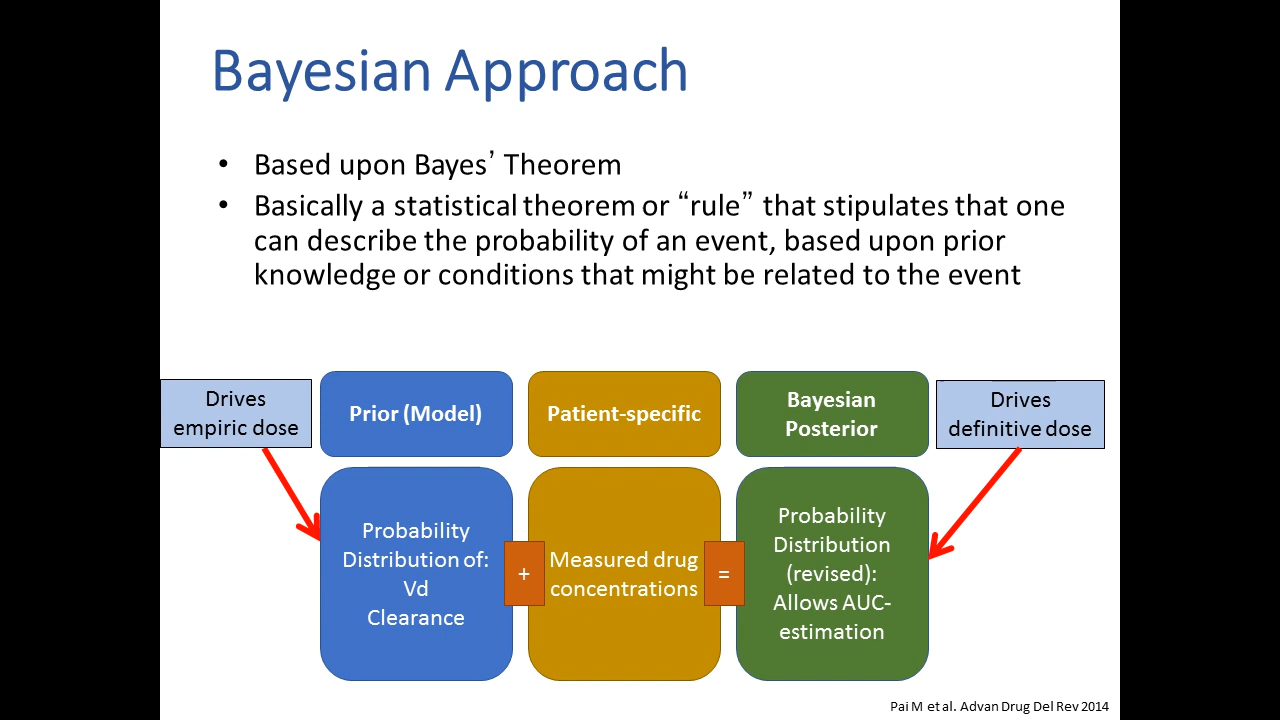 Bayesian Approach
• Based upon Bayes’ Theorem
• Basically a statistical theorem or “rule” that stipulates that one
can describe the probability of an event, based upon prior
knowledge or conditions that might be related to the event
Drives
empiric dose
Prior (Model)
Patient-specific
Bayesian
Posterior
Drives
definitive dose
Probability
Distribution of:
Vd
Clearance
+
Measured drug
concentrations
=
Probability
Distribution
(revised):
Allows AUC-
estimation
Pai M et al. Advan Drug Del Rev 2014